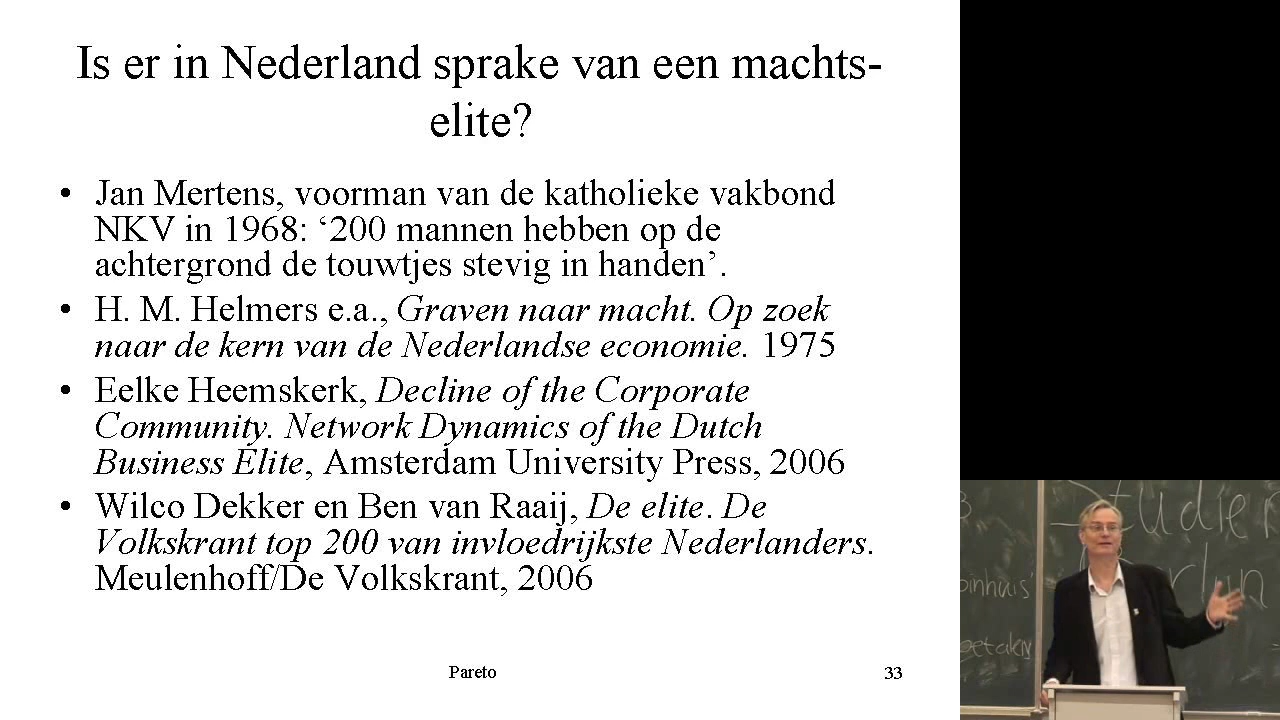 Is er in Nederland sprake van een machts-
elite?
• Jan Mertens, voorman van de katholieke vakbond
NKV in 1968: ‘200 mannen hebben op de
achtergrond de touwtjes stevig in handen’.
• H. M. Helmers e.a., Graven naar macht. Op zoek
naar de kern van de Nederlandse economie. 1975
• Eelke Heemskerk, Decline of the Corporate
Community. Network Dynamics of the Dutch
Business Elite, Amsterdam University Press, 2006
• Wilco Dekker en Ben van Raaij, De elite. De
Volkskrant top 200 van invloedrijkste Nederlanders.
Meulenhoff/De Volkskrant, 2006
Pareto
33